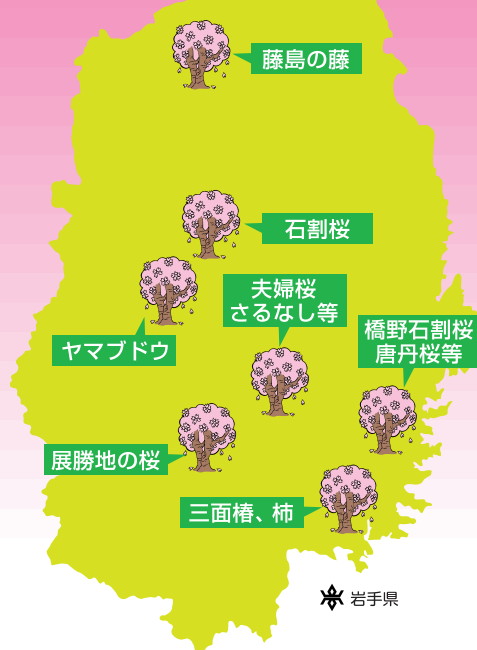 藤島の藤
石割桜
夫婦桜
さるなし等
橋野石割桜
唐丹桜等
ヤマブドウ
展勝地の桜
三面椿、柿
岩手県